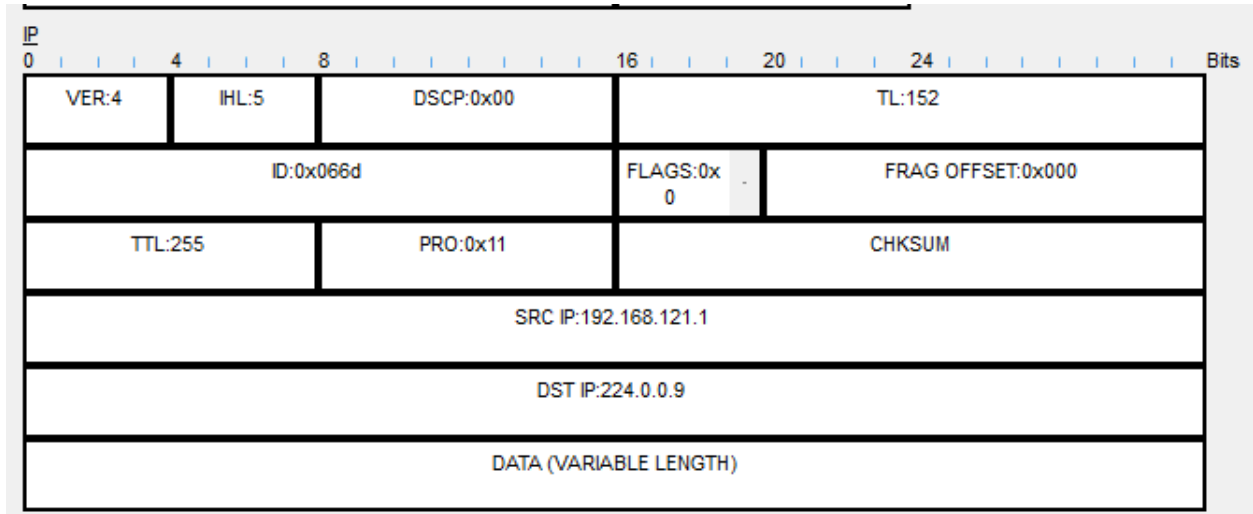 IP
0 4 8 16 20 24 Bits
VER:4 IHL:5 DSCP:0x00 TL:152
ID:0x066d FLAGS:0x
0 FRAG OFFSET:0x000
TTL:255 PRO:0x11 CHKSUM
SRC IP:192.168.121.1
DST IP:224.0.0.9
DATA (VARIABLE LENGTH)